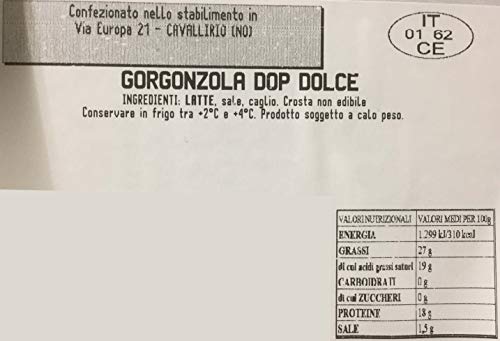 Confezionato nello stabilimento in
Via Europa 21 - CAVALLIRIO (NO)
IT
01 62
CE
GORGONZOLA DOP DOLCE
INGREDIENTI: LATTE, sale, caglio. Crosta non edibile
Conservare in frigo tra +2°C e +4°C. Prodotto soggetto a calo peso.
VALORI NUTRIZIONALI VALORI MEDI PER 100g
ENERGIA 1.299 kJ/310 kcal
GRASSI 27 g
di cui acidi grassi saturi 19 g
CARBOIDRATI 0 g
di cui ZUCCHERI 0 g
PROTEINE 18 g
SALE 1,5 g